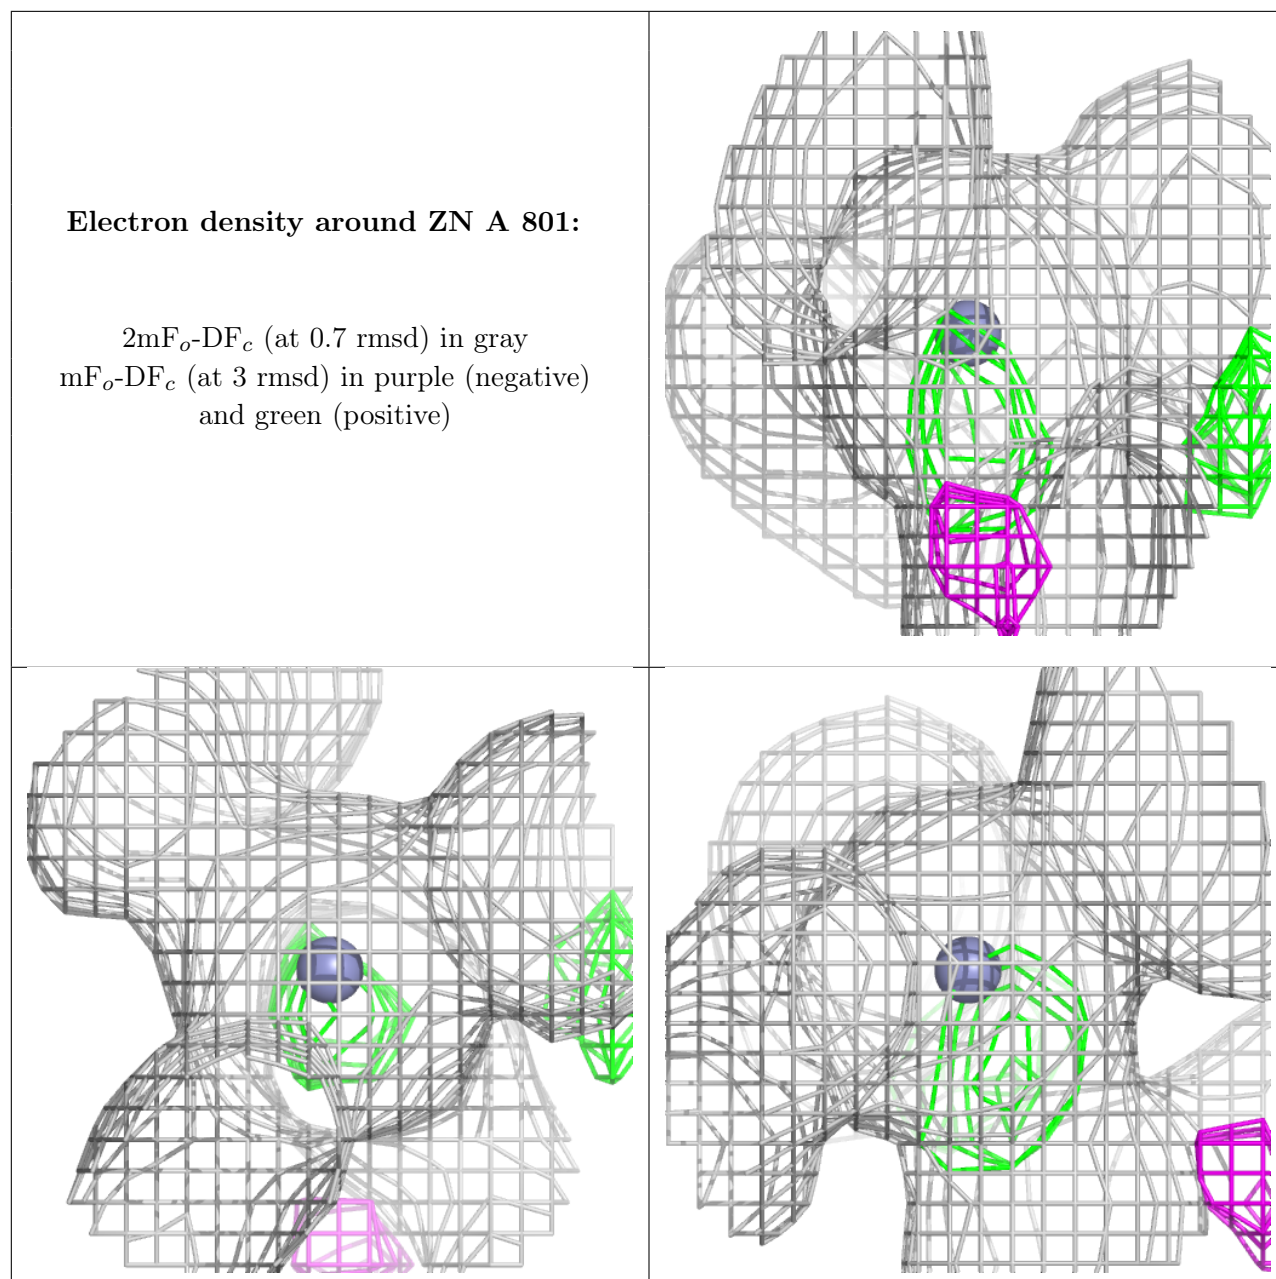 Electron density around ZN A 801:
2mFo-DFc (at 0.7 rmsd) in gray
mFo-DFc (at 3 rmsd) in purple (negative)
and green (positive)